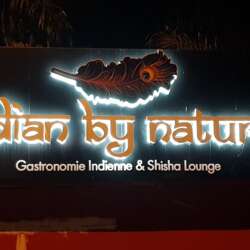 dian by natur
Gastronomie Indienne & Shisha Lounge